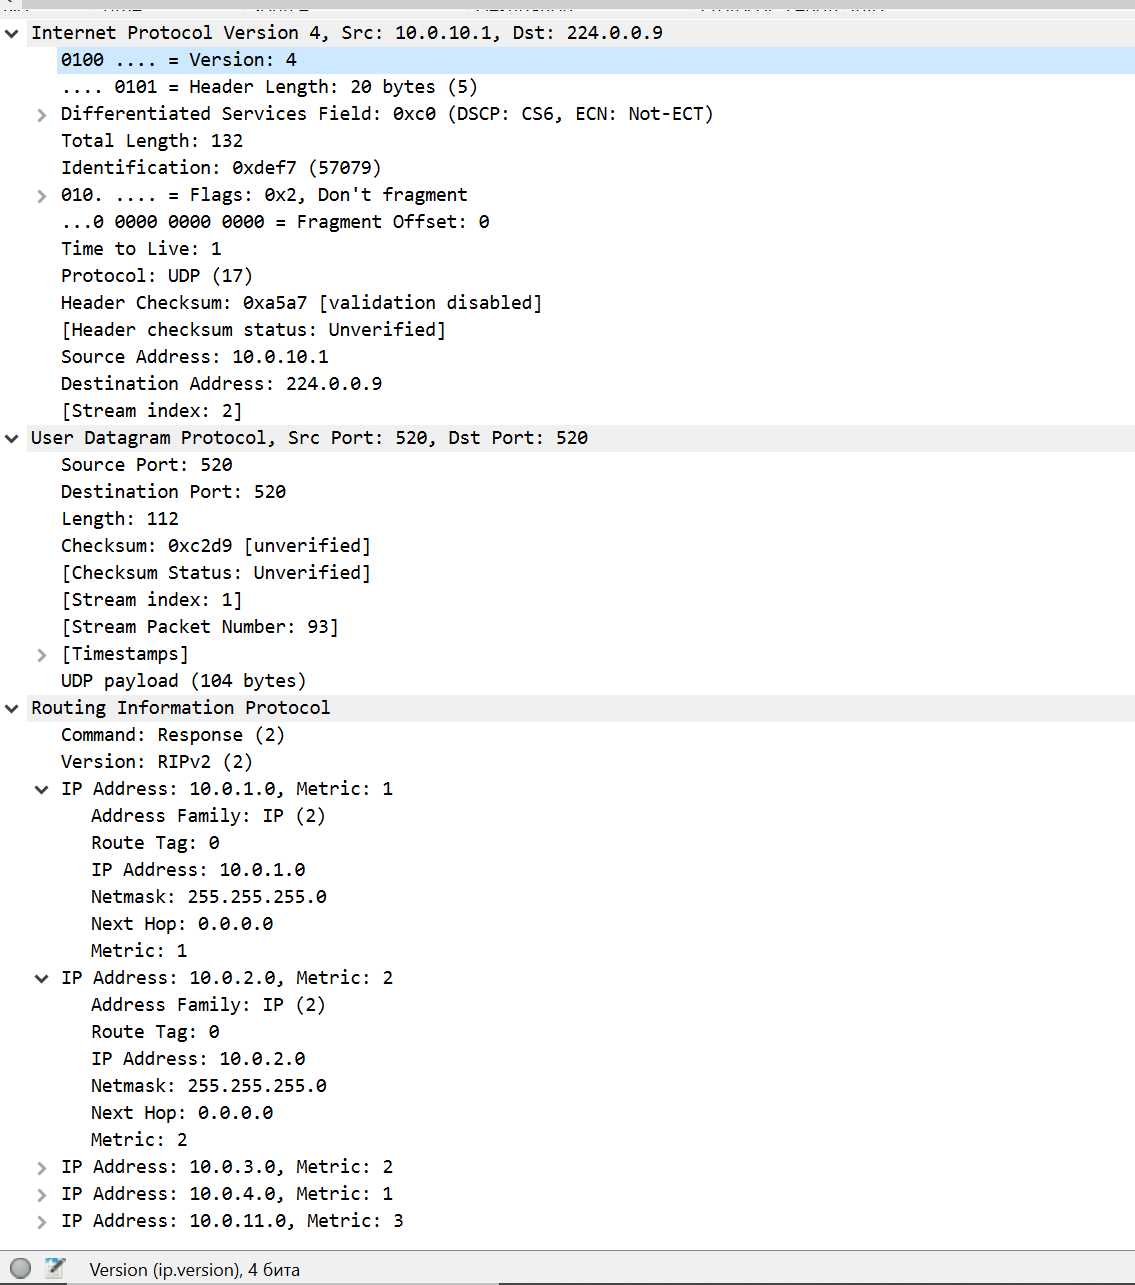 Internet Protocol Version 4, Src: 10.0.10.1, Dst: 224.0.0.9
0100 .... = Version: 4
.... 0101 = Header Length: 20 bytes (5)
Differentiated Services Field: 0xc0 (DSCP: CS6, ECN: Not-ECT)
Total Length: 132
Identification: 0xdef7 (57079)
010. .... = Flags: 0x2, Don't fragment
...0 0000 0000 0000 = Fragment Offset: 0
Time to Live: 1
Protocol: UDP (17)
Header Checksum: 0xa5a7 [validation disabled]
[Header checksum status: Unverified]
Source Address: 10.0.10.1
Destination Address: 224.0.0.9
[Stream index: 2]
User Datagram Protocol, Src Port: 520, Dst Port: 520
Source Port: 520
Destination Port: 520
Length: 112
Checksum: 0xc2d9 [unverified]
[Checksum Status: Unverified]
[Stream index: 1]
[Stream Packet Number: 93]
[Timestamps]
UDP payload (104 bytes)
Routing Information Protocol
Command: Response (2)
Version: RIPv2 (2)
IP Address: 10.0.1.0, Metric: 1
Address Family: IP (2)
Route Tag: 0
IP Address: 10.0.1.0
Netmask: 255.255.255.0
Next Hop: 0.0.0.0
Metric: 1
IP Address: 10.0.2.0, Metric: 2
Address Family: IP (2)
Route Tag: 0
IP Address: 10.0.2.0
Netmask: 255.255.255.0
Next Hop: 0.0.0.0
Metric: 2
IP Address: 10.0.3.0, Metric: 2
IP Address: 10.0.4.0, Metric: 1
IP Address: 10.0.11.0, Metric: 3
Version (ip.version), 4 бита